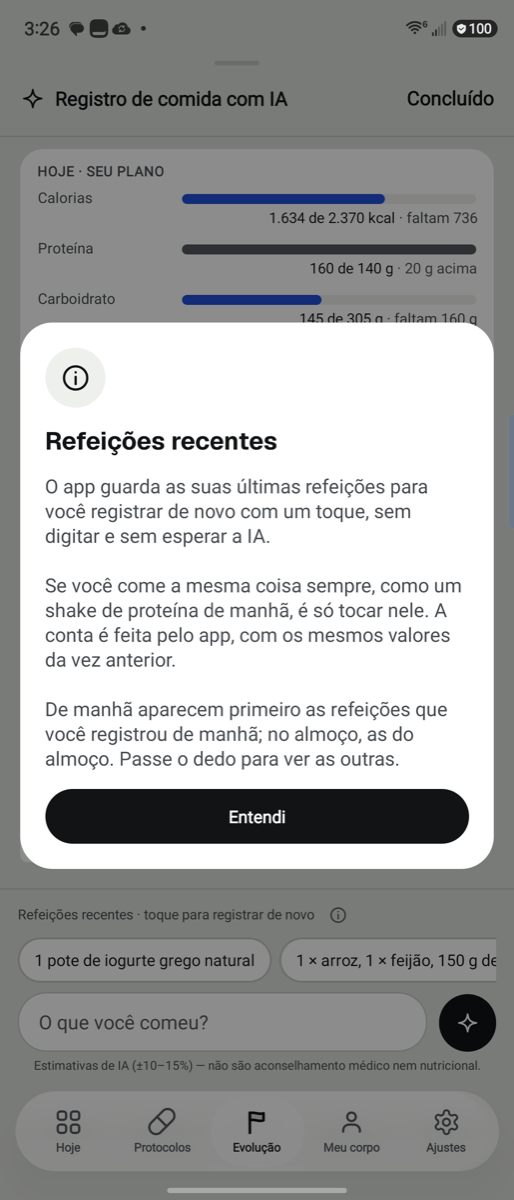 3:26
6
100
Registro de comida com IA
Concluído
HOJE · SEU PLANO
Calorias
1.634 de 2.370 kcal · faltam 736
Proteína
160 de 140 g · 20 g acima
Carboidrato
145 de 305 g · faltam 160 g
Refeições recentes
O app guarda as suas últimas refeições para
você registrar de novo com um toque, sem
digitar e sem esperar a IA.
Se você come a mesma coisa sempre, como um
shake de proteína de manhã, é só tocar nele. A
conta é feita pelo app, com os mesmos valores
da vez anterior.
De manhã aparecem primeiro as refeições que
você registrou de manhã; no almoço, as do
almoço. Passe o dedo para ver as outras.
Entendi
Refeições recentes · toque para registrar de novo
1 pote de iogurte grego natural
1 × arroz, 1 × feijão, 150 g de
O que você comeu?
Estimativas de IA (±10–15%) — não são aconselhamento médico nem nutricional.
Hoje
Protocolos
Evolução
Meu corpo
Ajustes